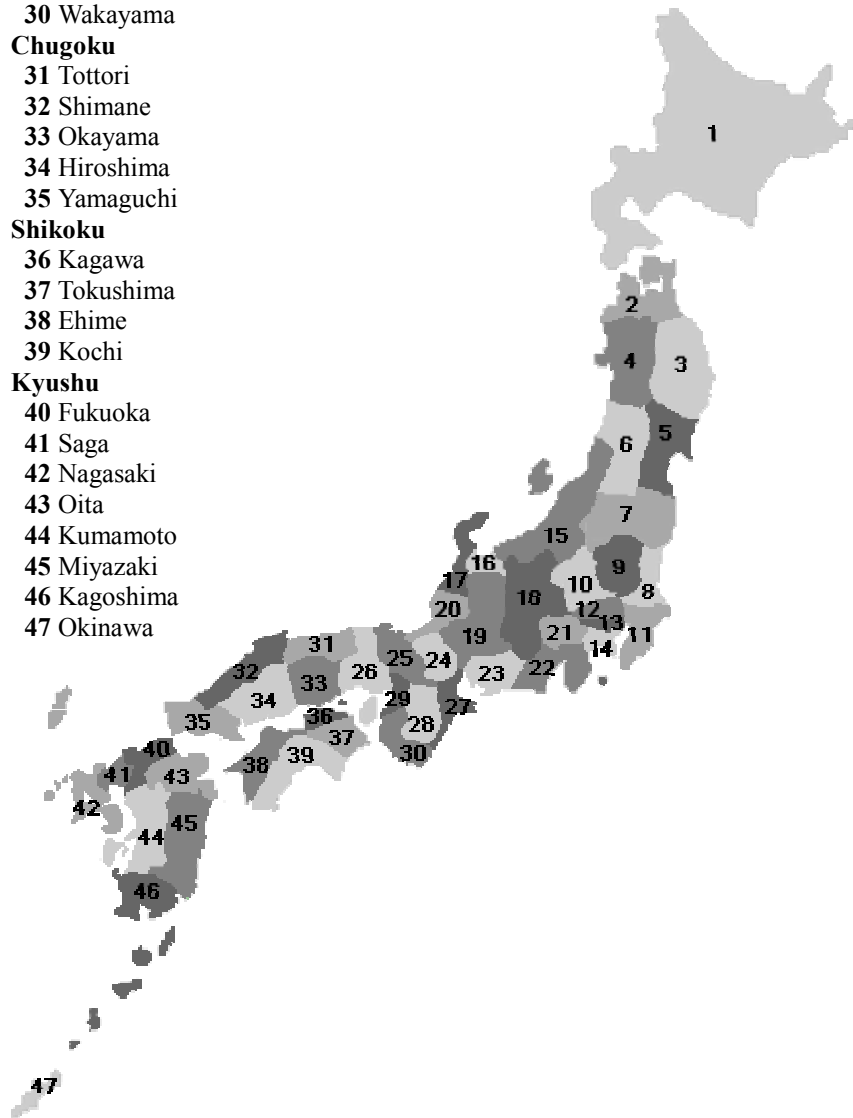 30 Wakayama
Chugoku
31 Tottori
32 Shimane
33 Okayama
34 Hiroshima
35 Yamaguchi
Shikoku
36 Kagawa
37 Tokushima
38 Ehime
39 Kochi
Kyushu
40 Fukuoka
41 Saga
42 Nagasaki
43 Oita
44 Kumamoto
45 Miyazaki
46 Kagoshima
47 Okinawa
1
2
4
3
6
5
7
15
16
9
17
10
18
8
20
12
13
19
21
11
31
25
24
14
32
26
23
22
33
29
34
27
35
36
28
37
40
39
30
38
41
43
42
45
44
46
47